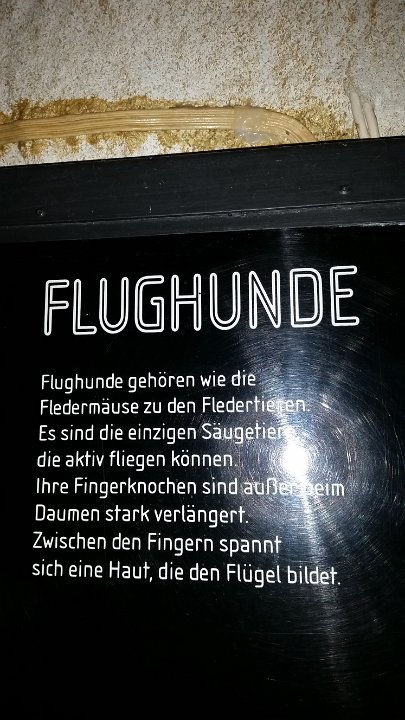 FLUGHUNDE
Flughunde gehören wie die
Fledermäuse zu den Fledertieren.
Es sind die einzigen Säugetiere,
die aktiv fliegen können.
Ihre Fingerknochen sind außer beim
Daumen stark verlängert.
Zwischen den Fingern spannt
sich eine Haut, die den Flügel bildet.